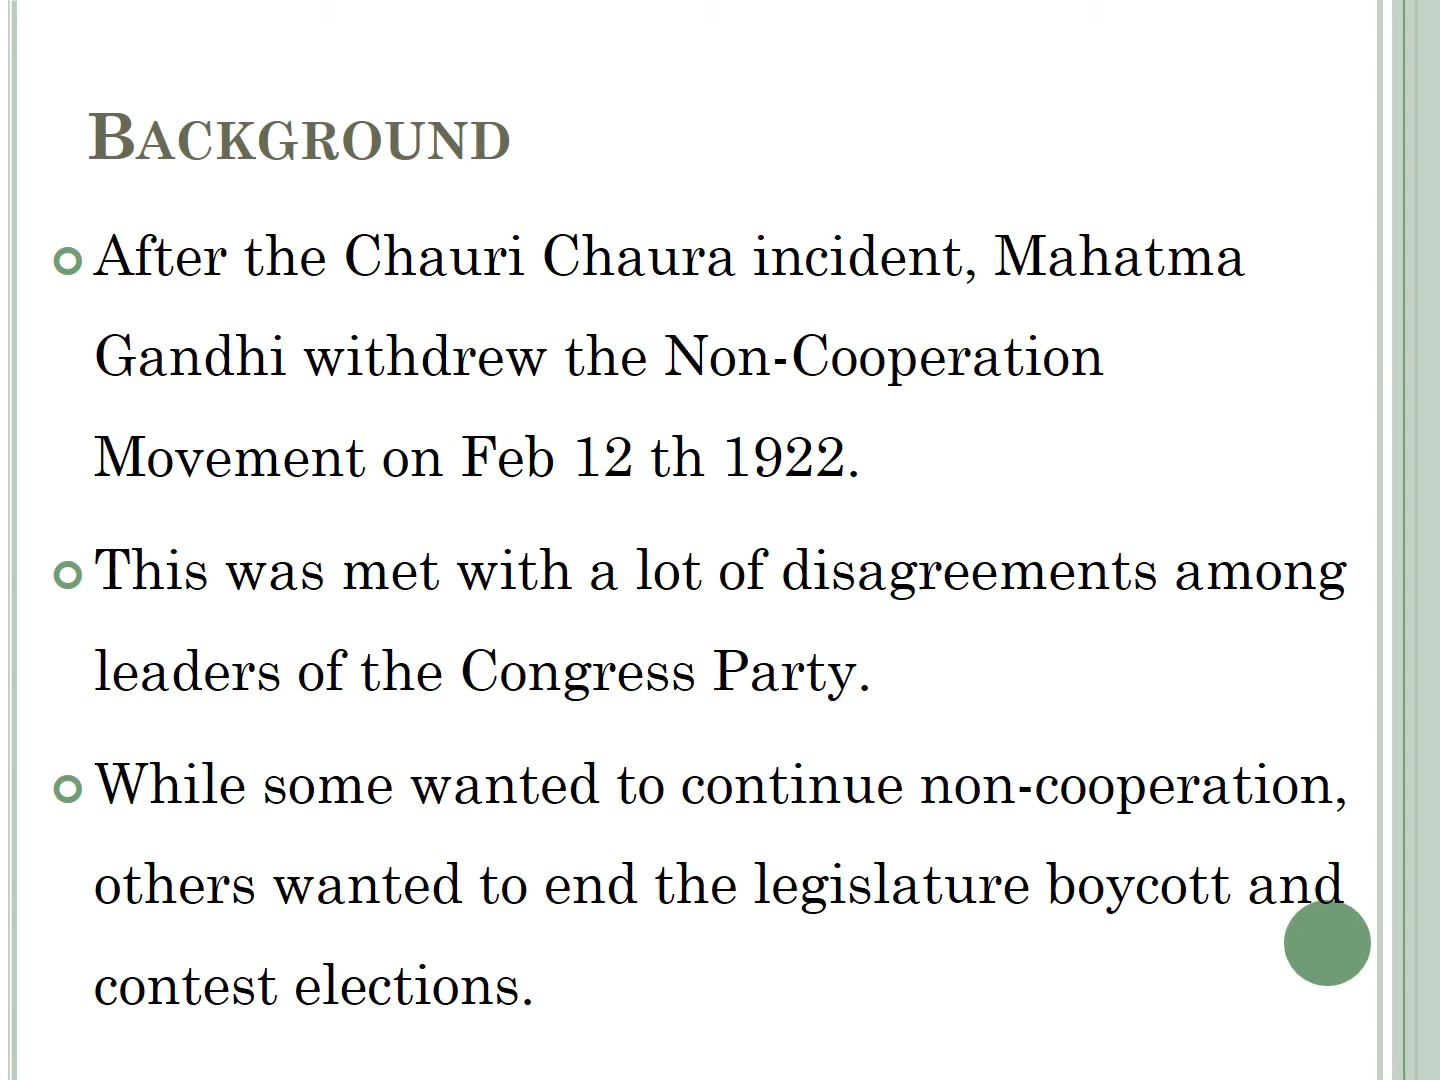 BACKGROUND
After the Chauri Chaura incident, Mahatma
Gandhi withdrew the Non-Cooperation
Movement on Feb 12 th 1922.
This was met with a lot of disagreements among
leaders of the Congress Party.
While some wanted to continue non-cooperation,
others wanted to end the legislature boycott and
contest elections.